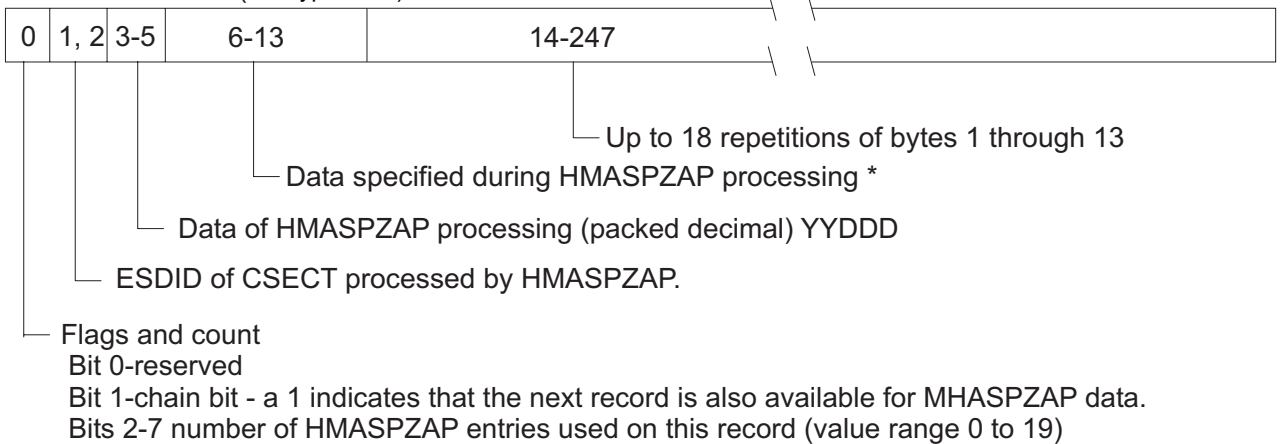 0 1, 2 3-5 6-13 14-247
Up to 18 repetitions of bytes 1 through 13
Data specified during HMASPZAP processing *
Data of HMASPZAP processing (packed decimal) YYDDD
ESDID of CSECT processed by HMASPZAP.
Flags and count
Bit 0-reserved
Bit 1-chain bit - a 1 indicates that the next record is also available for MHASPZAP data.
Bits 2-7 number of HMASPZAP entries used on this record (value range 0 to 19)